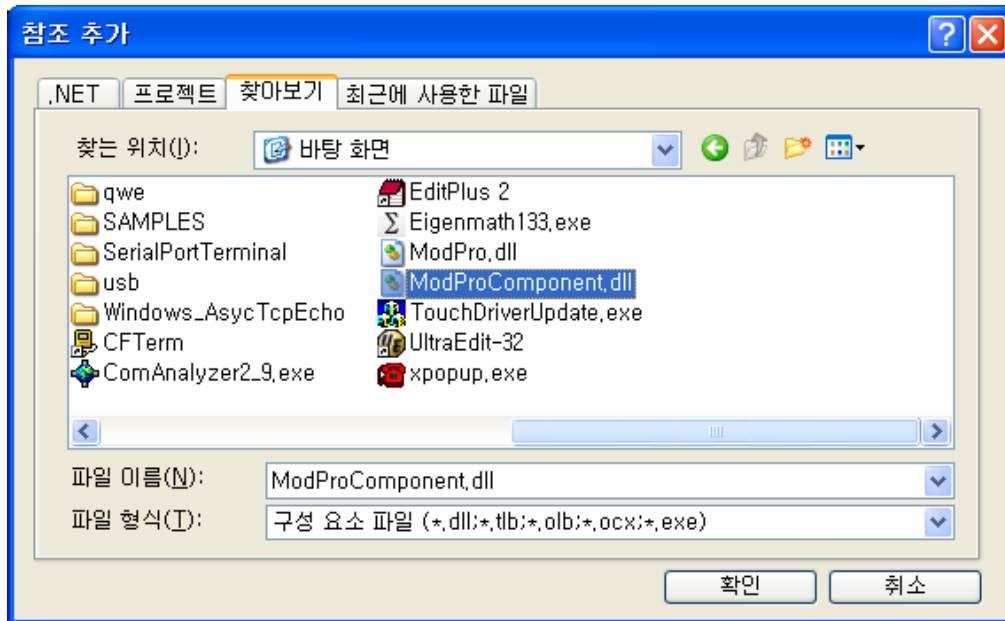 참조 추가
.NET 프로젝트 찾아보기 최근에 사용한 파일
찾는 위치(I): 바탕 화면
qwe
SAMPLES
SerialPortTerminal
usb
Windows_AsycTcpEcho
CFTerm
ComAnalyzer2_9.exe
EditPlus 2
Eigenmath133.exe
ModPro.dll
ModProComponent.dll
TouchDriverUpdate.exe
UltraEdit-32
xpopup.exe
파일 이름(N): ModProComponent.dll
파일 형식(T): 구성 요소 파일 (*.dll;*.tlb;*.olb;*.ocx;*.exe)
확인 취소